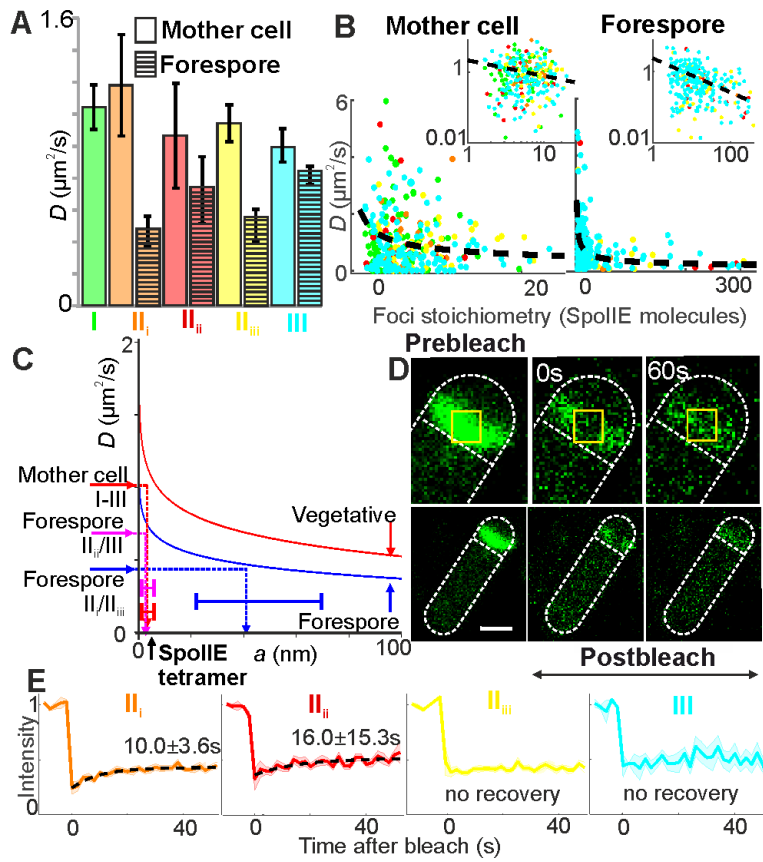 A
1.6
D (μm²/s)
0
Mother cell
Forespore
I
IIi
IIii
IIiii
III
B
Mother cell
Forespore
6
D (μm²/s)
0
1
0.01
1
10
1
0.01
1
100
0
20
0
300
Foci stoichiometry (SpoIIE molecules)
C
2
D (μm²/s)
Mother cell
I-III
Forespore
IIii/III
Forespore
IIi/IIiii
0
Vegetative
Forespore
SpoIIE
tetramer
a (nm)
100
Prebleach
D
0s
60s
Postbleach
E
1
Intensity
0
IIi
10.0±3.6s
IIii
16.0±15.3s
IIiii
no recovery
III
no recovery
0
40
0
40
0
40
0
40
Time after bleach (s)